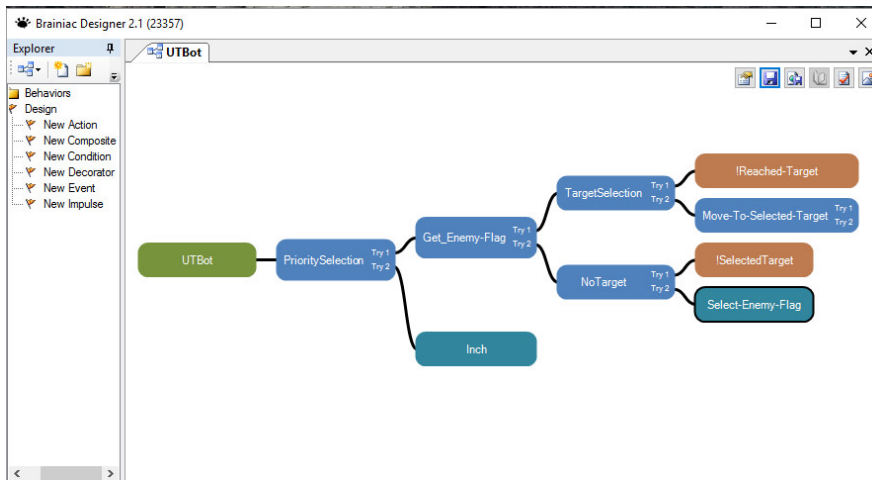 Brainiac Designer 2.1 (23357)
Explorer
UTBot
Behaviors
Design
New Action
New Composite
New Condition
New Decorator
New Event
New Impulse
UTBot
PrioritySelection
Try 1
Try 2
Get_Enemy-Flag
Try 1
Try 2
Inch
TargetSelection
Try 1
Try 2
NoTarget
Try 1
Try 2
!Reached-Target
Move-To-Selected-Target
Try 1
Try 2
!SelectedTarget
Select-Enemy-Flag